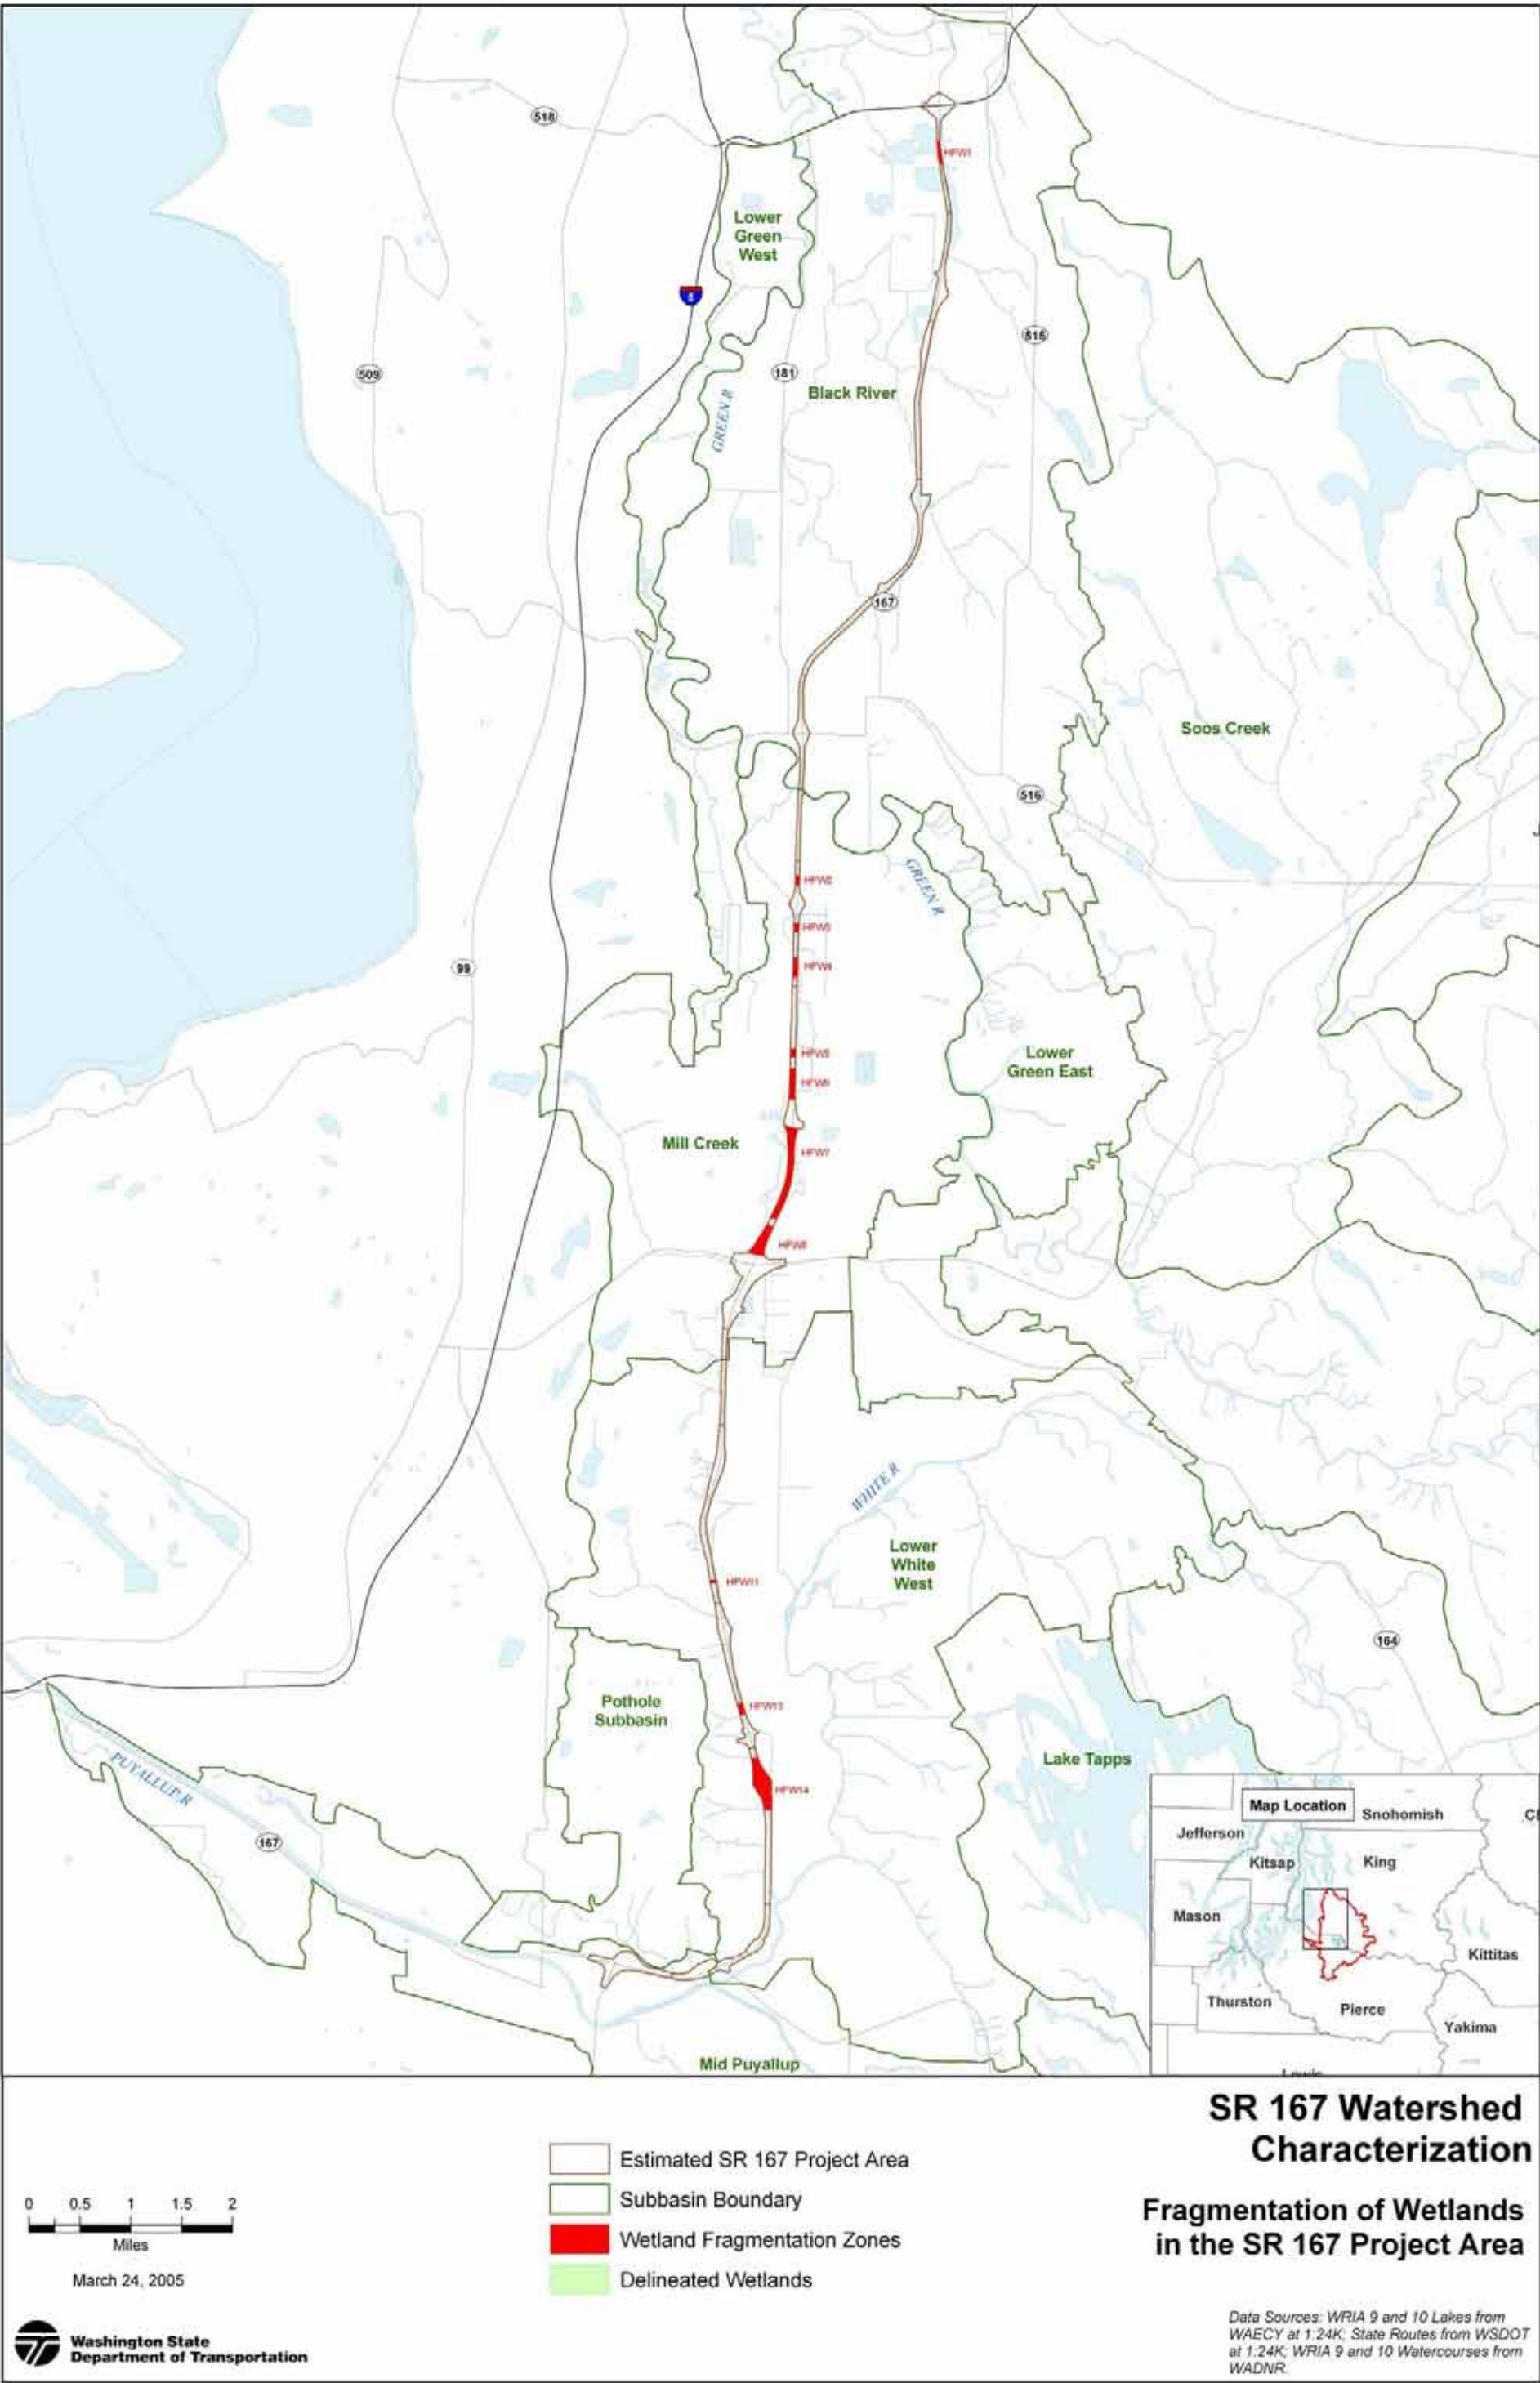 518
HFW1
Lower
Green
West
5
515
509
181
Black River
GREEN R
167
Soos Creek
516
HFW2
GREEN R
HFW3
99
HFW4
HFW5
Lower
Green East
HFW6
Mill Creek
HFW7
HFW8
WHITE R
Lower
White
West
HFW11
164
Pothole
Subbasin
HFW13
Lake Tapps
PUYALLUP R
HFW14
167
Mid Puyallup
Map Location
Snohomish
Jefferson
Kitsap
King
Mason
Kittitas
Thurston
Pierce
Yakima
SR 167 Watershed
Characterization
Fragmentation of Wetlands
in the SR 167 Project Area
Estimated SR 167 Project Area
Subbasin Boundary
Wetland Fragmentation Zones
Delineated Wetlands
0 0.5 1 1.5 2
Miles
March 24, 2005
Washington State
Department of Transportation
Data Sources: WRIA 9 and 10 Lakes from
WAECY at 1:24K; State Routes from WSDOT
at 1:24K; WRIA 9 and 10 Watercourses from
WADNR.